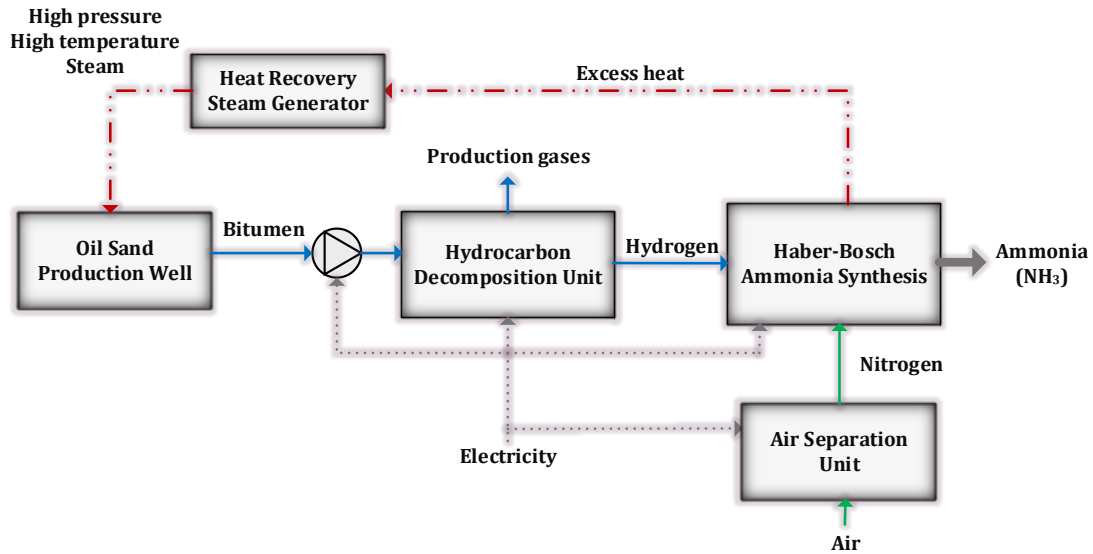 High pressure
High temperature
Steam
Heat Recovery
Steam Generator
Excess heat
Production gases
Oil Sand
Production Well
Bitumen
Hydrocarbon
Decomposition Unit
Hydrogen
Haber-Bosch
Ammonia Synthesis
Ammonia
(NH₃)
Nitrogen
Electricity
Air Separation
Unit
Air